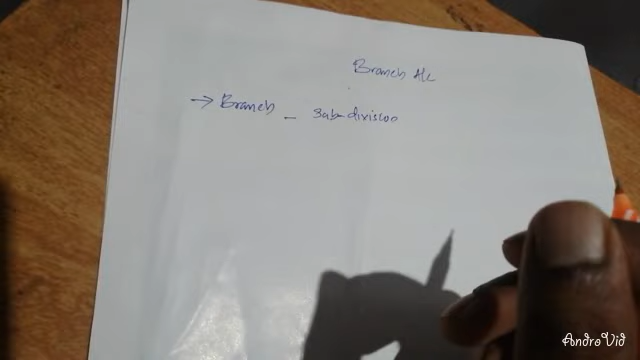 Branch A/c
→ Branch - Sub-division
AndroVid